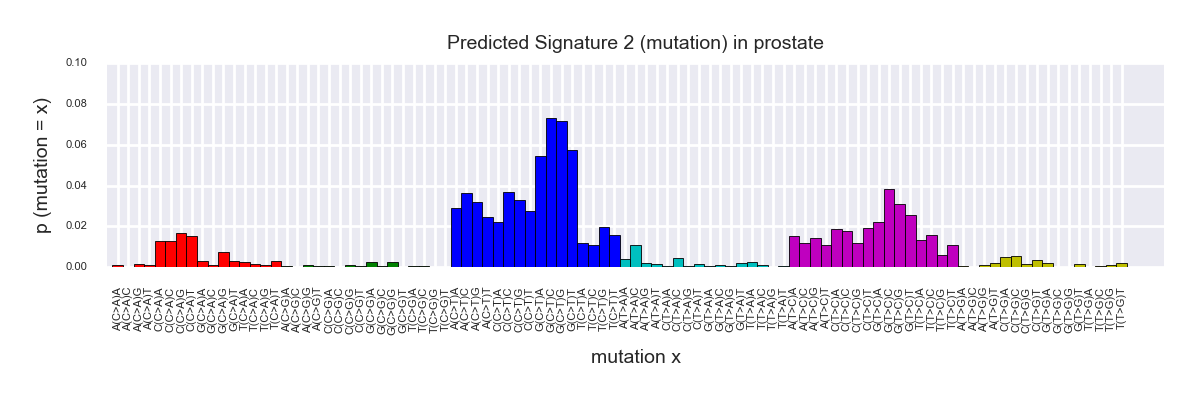 Predicted Signature 2 (mutation) in prostate
p (mutation = x)
0.10
0.08
0.06
0.04
0.02
0.00
A(C>A)A
A(C>A)C
A(C>A)G
A(C>A)T
C(C>A)A
C(C>A)C
C(C>A)G
C(C>A)T
G(C>A)A
G(C>A)C
G(C>A)G
G(C>A)T
T(C>A)A
T(C>A)C
T(C>A)G
T(C>A)T
A(C>G)A
A(C>G)C
A(C>G)G
A(C>G)T
C(C>G)A
C(C>G)C
C(C>G)G
C(C>G)T
G(C>G)A
G(C>G)C
G(C>G)G
G(C>G)T
T(C>G)A
T(C>G)C
T(C>G)G
T(C>G)T
A(C>T)A
A(C>T)C
A(C>T)G
A(C>T)T
C(C>T)A
C(C>T)C
C(C>T)G
C(C>T)T
G(C>T)A
G(C>T)C
G(C>T)G
G(C>T)T
T(C>T)A
T(C>T)C
T(C>T)G
T(C>T)T
A(T>A)A
A(T>A)C
A(T>A)G
A(T>A)T
C(T>A)A
C(T>A)C
C(T>A)G
C(T>A)T
G(T>A)A
G(T>A)C
G(T>A)G
G(T>A)T
T(T>A)A
T(T>A)C
T(T>A)G
T(T>A)T
A(T>C)A
A(T>C)C
A(T>C)G
A(T>C)T
C(T>C)A
C(T>C)C
C(T>C)G
C(T>C)T
G(T>C)A
G(T>C)C
G(T>C)G
G(T>C)T
T(T>C)A
T(T>C)C
T(T>C)G
T(T>C)T
A(T>G)A
A(T>G)C
A(T>G)G
A(T>G)T
C(T>G)A
C(T>G)C
C(T>G)G
C(T>G)T
G(T>G)A
G(T>G)C
G(T>G)G
G(T>G)T
T(T>G)A
T(T>G)C
T(T>G)G
T(T>G)T
mutation x